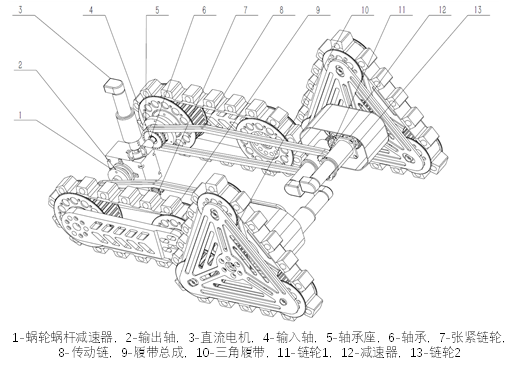 3 4 5 6 7 8 9 10 11 12 13
2
1
1-蜗轮蜗杆减速器, 2-输出轴, 3-直流电机, 4-输入轴, 5-轴承座, 6-轴承, 7-张紧链轮,
8-传动链, 9-履带总成, 10-三角履带, 11-链轮1, 12-减速器, 13-链轮2